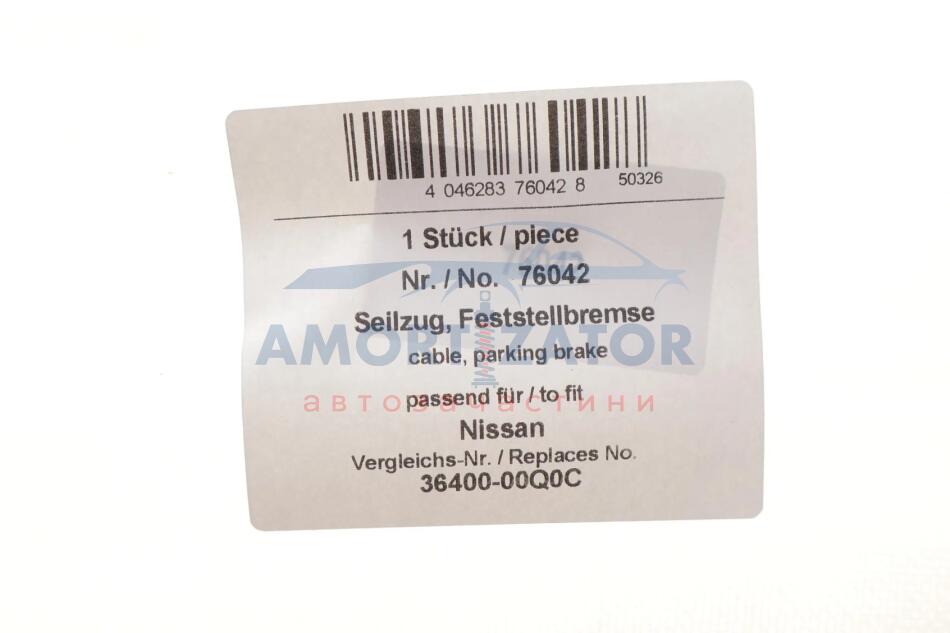 4 046283 76042 8 50326
1 Stück / piece
Nr. / No. 76042
Seilzug, Feststellbremse
AMORTIZATOR
cable, parking brake
passend für / to fit
автозапчастини
Nissan
Vergleichs-Nr. / Replaces No.
36400-00Q0C